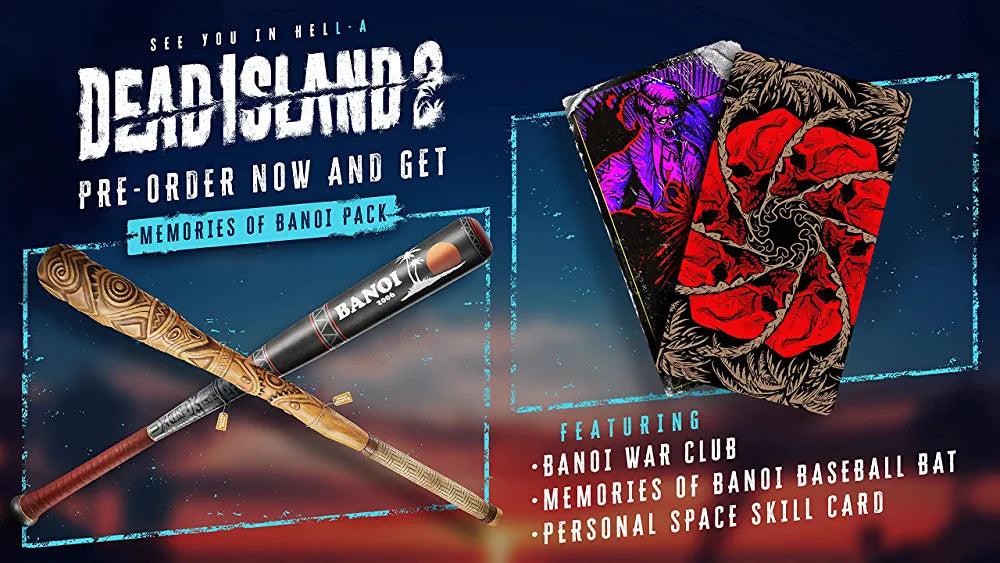 SEE YOU IN HELL-A
DEAD ISLAND 2
PRE-ORDER NOW AND GET
MEMORIES OF BANOI PACK
BANOI
2006
FEATURING
·BANOI WAR CLUB
·MEMORIES OF BANOI BASEBALL BAT
·PERSONAL SPACE SKILL CARD